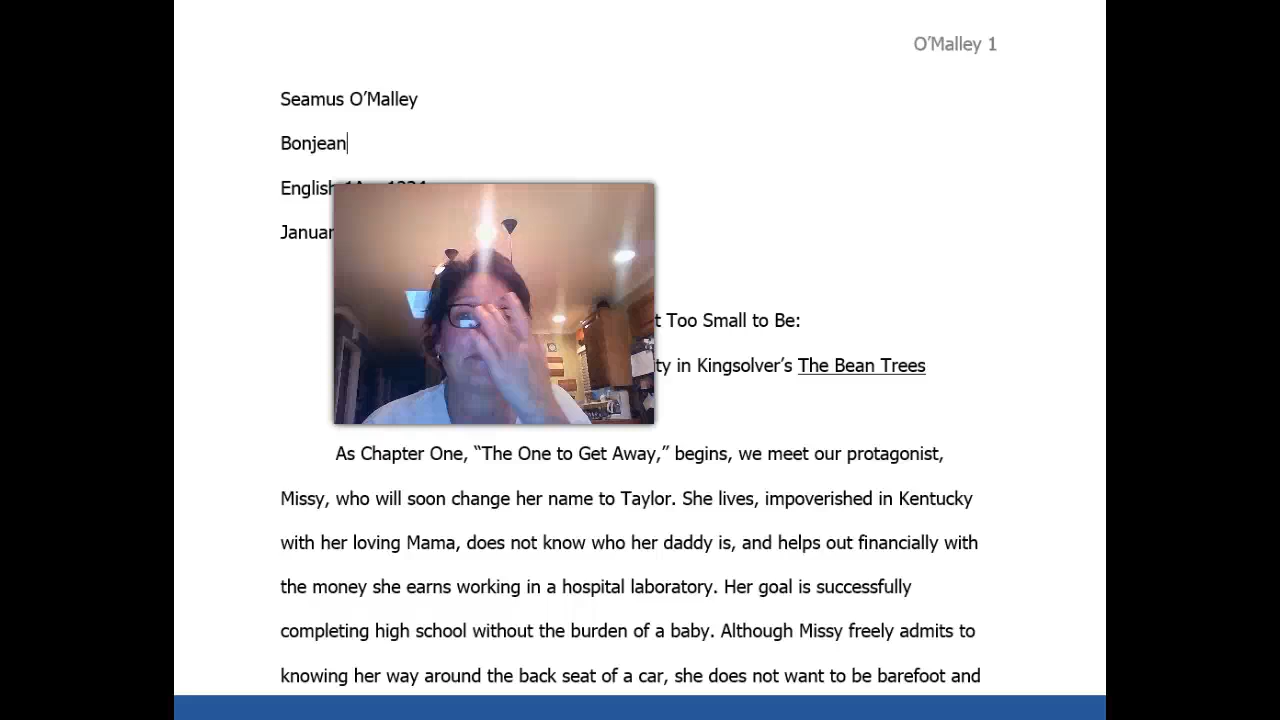 O’Malley 1
Seamus O’Malley
Bonjean
English
t Too Small to Be:
ty in Kingsolver’s The Bean Trees
As Chapter One, “The One to Get Away,” begins, we meet our protagonist,
Missy, who will soon change her name to Taylor. She lives, impoverished in Kentucky
with her loving Mama, does not know who her daddy is, and helps out financially with
the money she earns working in a hospital laboratory. Her goal is successfully
completing high school without the burden of a baby. Although Missy freely admits to
knowing her way around the back seat of a car, she does not want to be barefoot and